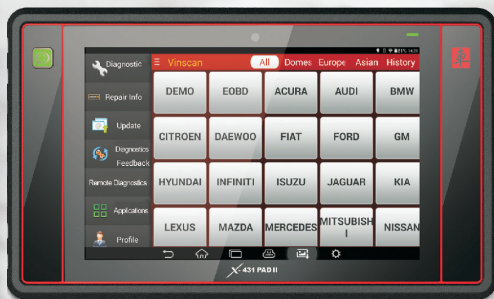 Vinscan All Domes Europe Asian History
Diagnostic
Repair Info
Update
Diagnostics
Feedback
Remote Diagnostics
Applications
Profile
DEMO EOBD ACURA AUDI BMW
CITROEN DAEWOO FIAT FORD GM
HYUNDAI INFINITI ISUZU JAGUAR KIA
LEXUS MAZDA MERCEDES MITSUBISH
I NISSAN
X-431 PAD II